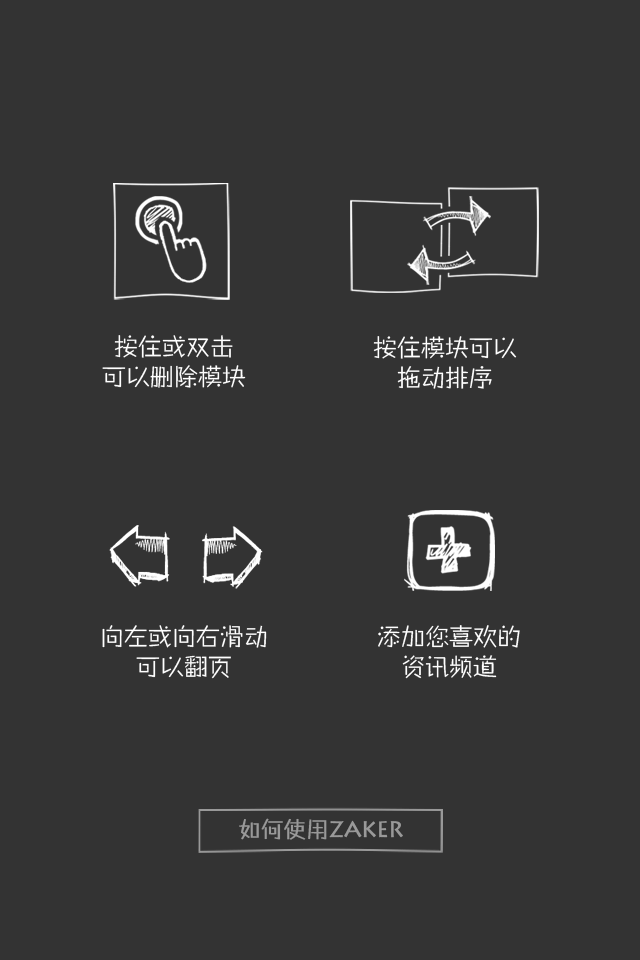 按住或双击
可以删除模块
按住模块可以
拖动排序
向左或向右滑动
可以翻页
添加您喜欢的
资讯频道
如何使用ZAKER